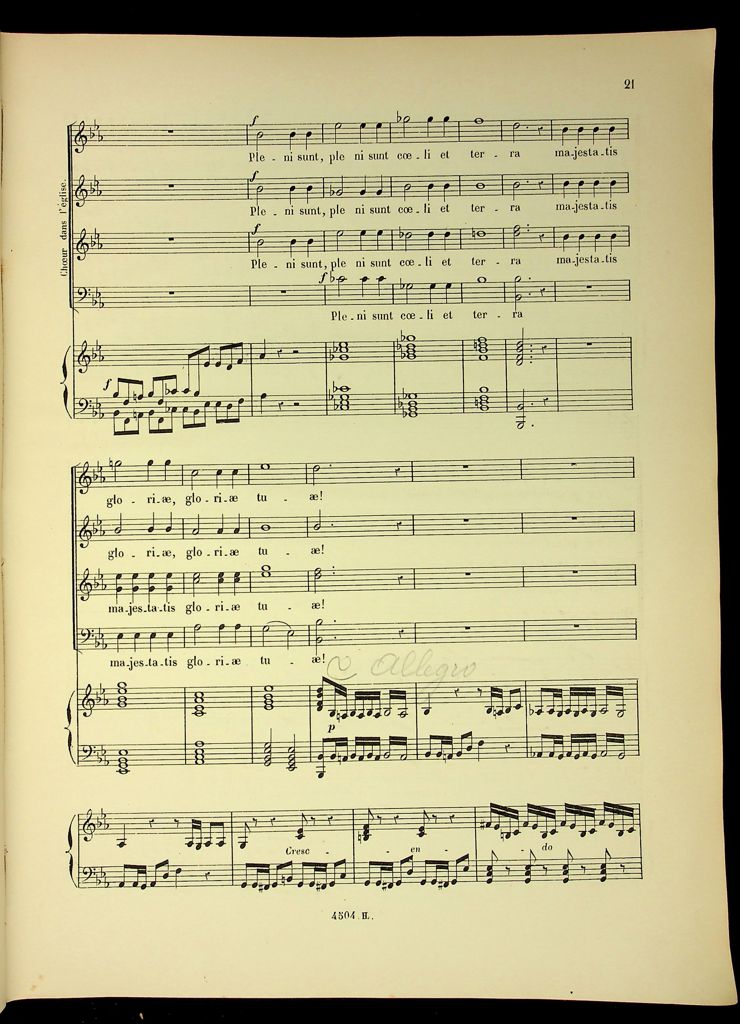 21
Chœur dans l'église.
f
Ple - ni sunt, ple ni sunt cœ - li et ter - ra ma-jes-ta-tis
f
Ple - ni sunt, ple ni sunt cœ - li et ter - ra ma-jes-ta-tis
f
Ple - ni sunt, ple ni sunt cœ - li et ter - ra ma-jes-ta-tis
f
Ple - ni sunt cœ - li et ter - ra
f
glo - ri-æ, glo - ri-æ tu - æ!
glo - ri-æ, glo - ri-æ tu - æ!
ma-jes-ta-tis glo - ri-æ tu - æ!
ma-jes-ta-tis glo - ri-æ tu - æ!
Allegro
p
Cresc - en - do
4504. H.